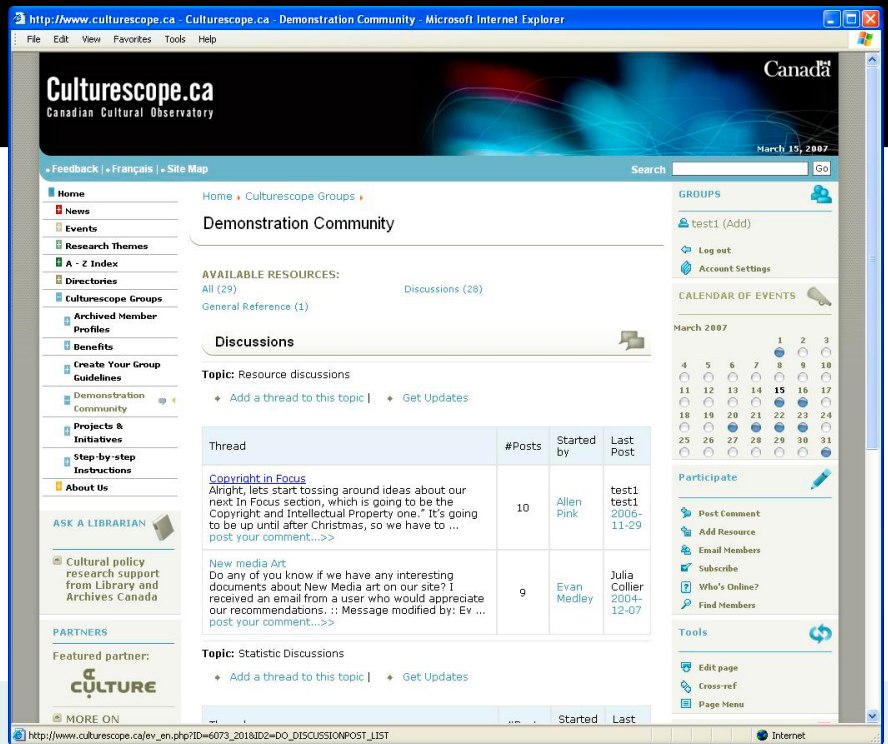 http://www.culturescope.ca - Culturescope.ca - Demonstration Community - Microsoft Internet Explorer
File Edit View Favorites Tools Help
Culturescope.ca
Canadian Cultural Observatory
Canada
March 15, 2007
Feedback | Français | Site Map
Search
Go
Home
News
Events
Research Themes
A - Z Index
Directories
Culturescope Groups
Archived Member
Profiles
Benefits
Create Your Group
Guidelines
Demonstration
Community
Projects &
Initiatives
Step-by-step
Instructions
About Us
ASK A LIBRARIAN
Cultural policy
research support
from Library and
Archives Canada
PARTNERS
Featured partner:
CULTURE
MORE ON
Home Culturescope Groups
Demonstration Community
AVAILABLE RESOURCES:
All (29) Discussions (28)
General Reference (1)
Discussions
Topic: Resource discussions
Add a thread to this topic | Get Updates
Thread #Posts Started by Last Post
Copyright in Focus
Alright, lets start tossing around ideas about our
next In Focus section, which is going to be the
Copyright and Intellectual Property one." It's going
to be up until after Christmas, so we have to ...
post your comment...>>
10
Allen
Pink
test1
test1
2006-
11-29
New media Art
Do any of you know if we have any interesting
documents about New Media art on our site? I
received an email from a user who would appreciate
our recommendations. :: Message modified by: Ev ...
post your comment...>>
9
Evan
Medley
Julia
Collier
2004-
12-07
Topic: Statistic Discussions
Add a thread to this topic | Get Updates
Started Last
GROUPS
test1 (Add)
Log out
Account Settings
CALENDAR OF EVENTS
March 2007
1 2 3
4 5 6 7 8 9 10
11 12 13 14 15 16 17
18 19 20 21 22 23 24
25 26 27 28 29 30 31
Participate
Post Comment
Add Resource
Email Members
Subscribe
Who's Online?
Find Members
Tools
Edit page
Cross-ref
Page Menu
http://www.culturescope.ca/ev_en.php?ID=6073_201&ID2=DO_DISCUSSIONPOST_LIST
Internet